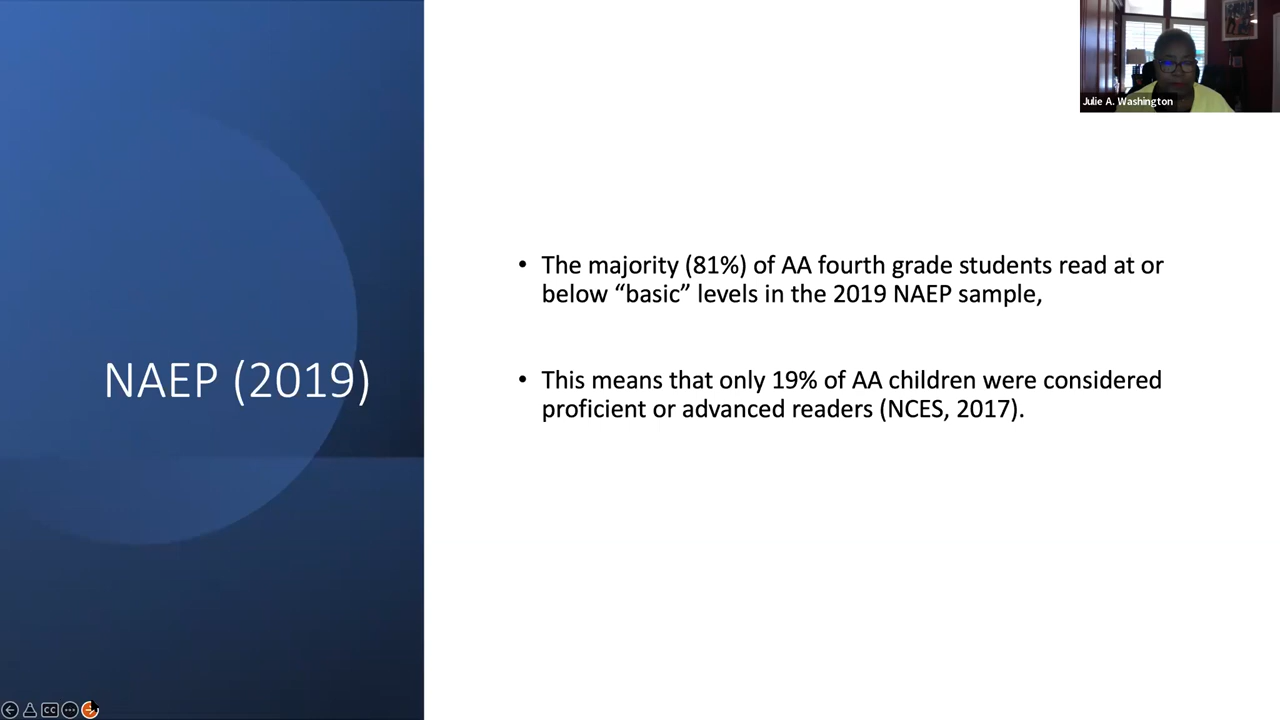 Julie A. Washington
NAEP (2019)
• The majority (81%) of AA fourth grade students read at or
below “basic” levels in the 2019 NAEP sample,
• This means that only 19% of AA children were considered
proficient or advanced readers (NCES, 2017).
CC